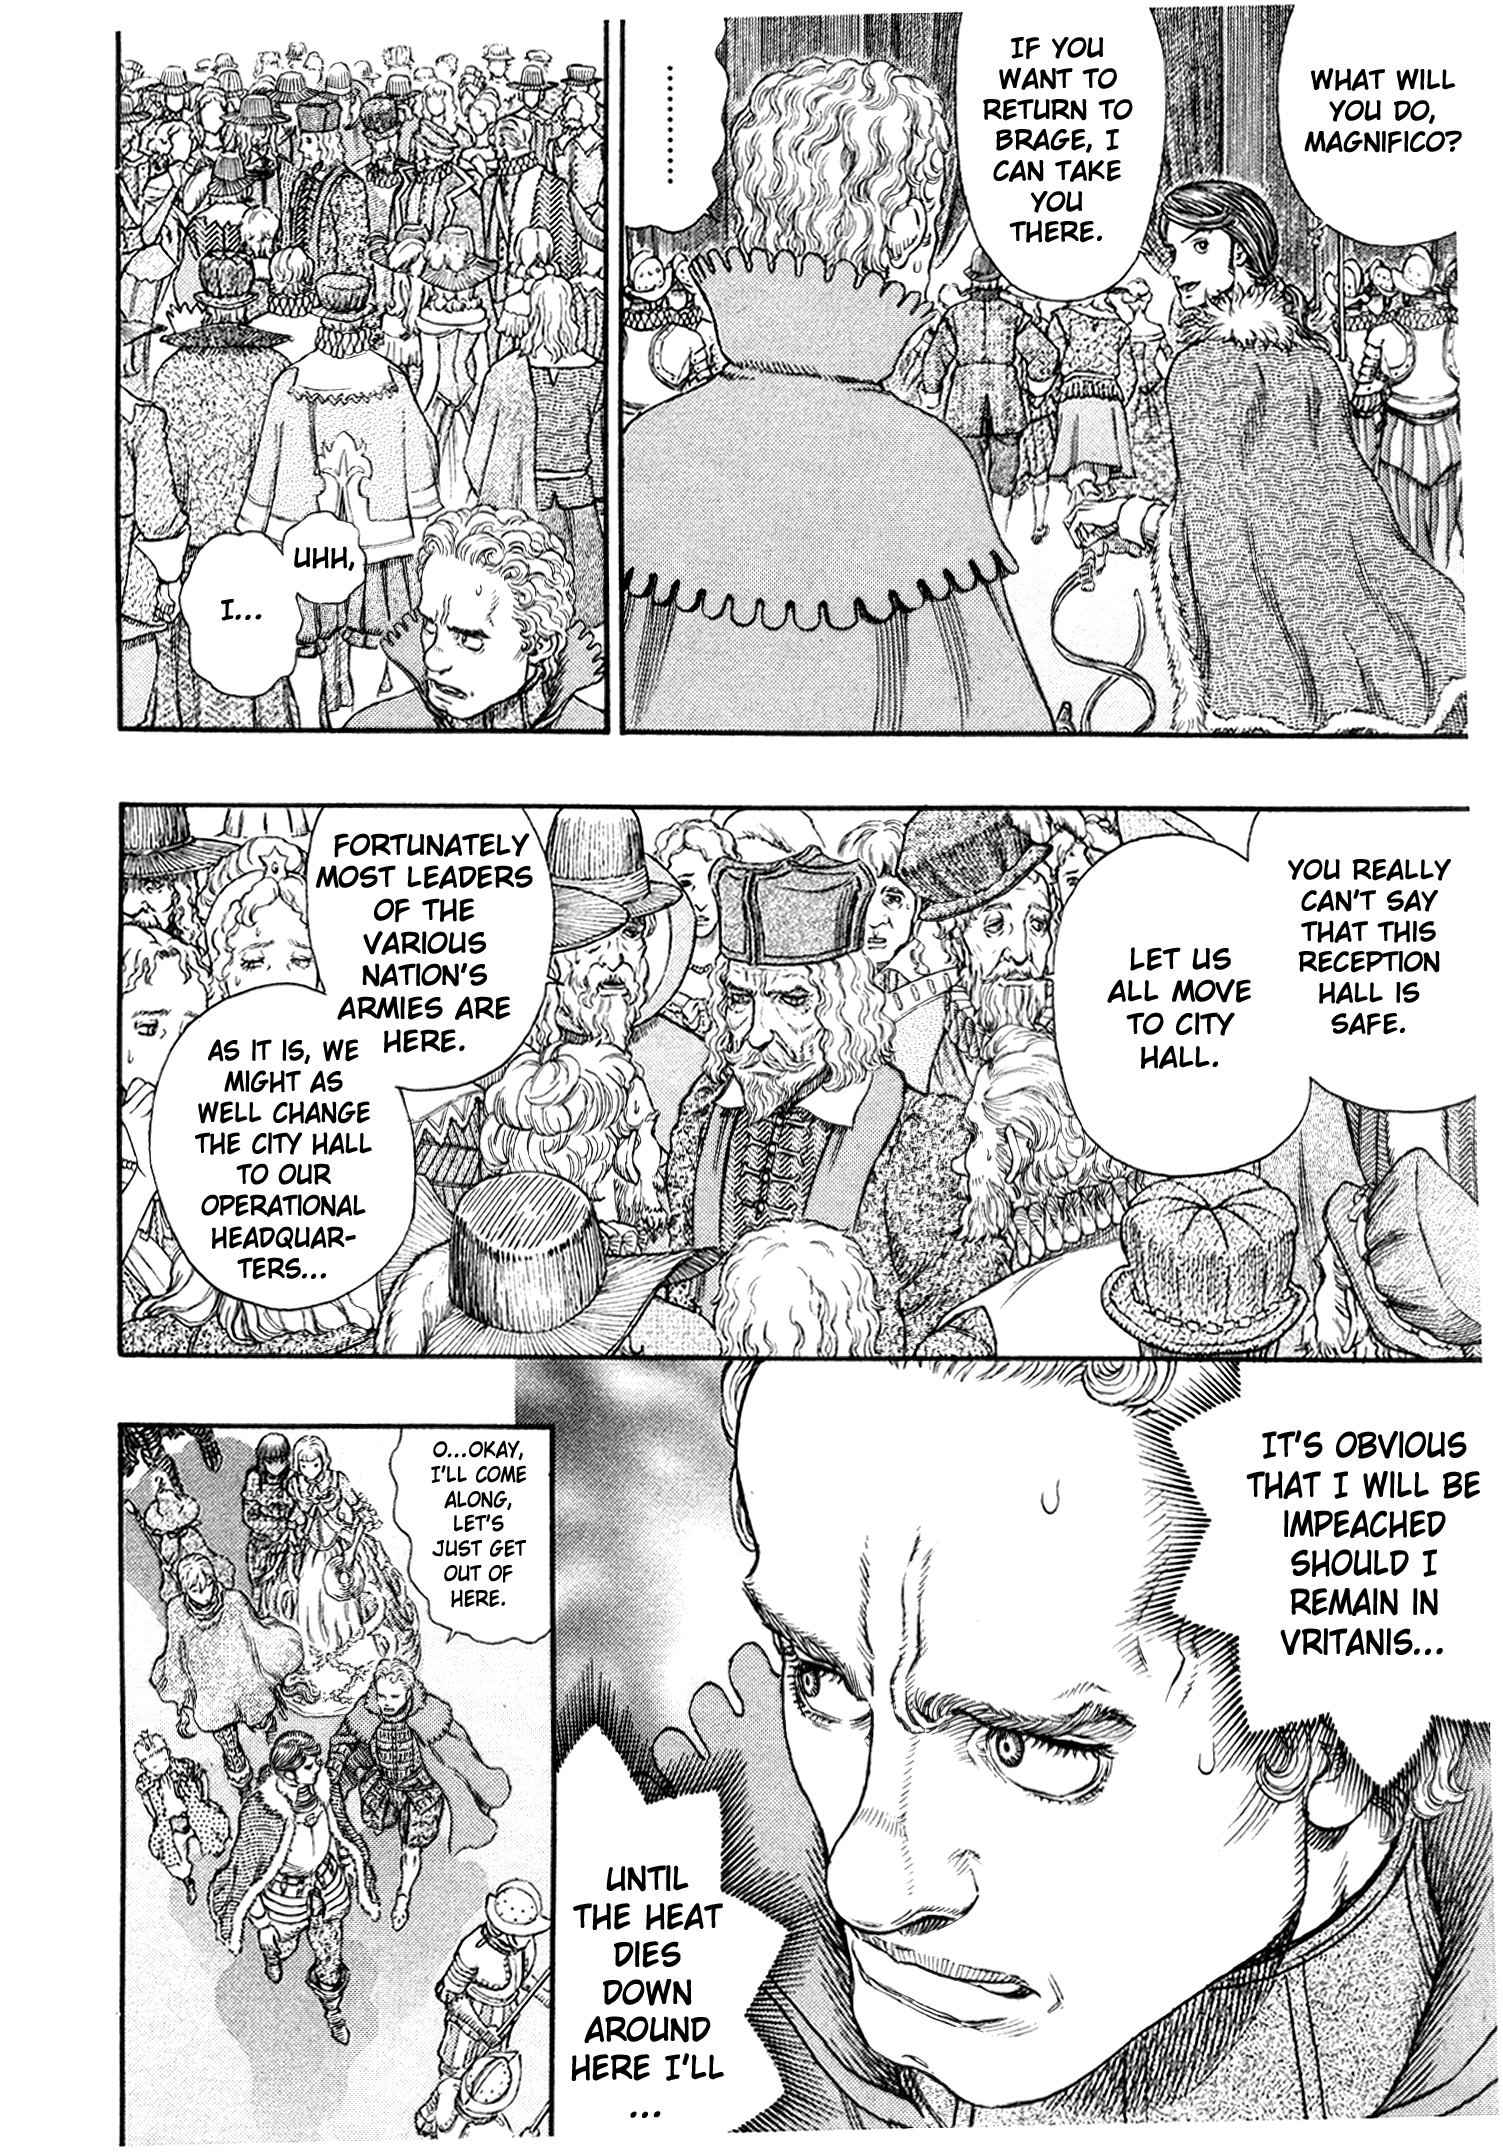 WHAT WILL
YOU DO,
MAGNIFICO?
IF YOU
WANT TO
RETURN TO
BRAGE, I
CAN TAKE
YOU
THERE.
.........
UHH,
I...
YOU REALLY
CAN'T SAY
THAT THIS
RECEPTION
HALL IS
SAFE.
LET US
ALL MOVE
TO CITY
HALL.
FORTUNATELY
MOST LEADERS
OF THE
VARIOUS
NATION'S
ARMIES ARE
HERE.
AS IT IS, WE
MIGHT AS
WELL CHANGE
THE CITY HALL
TO OUR
OPERATIONAL
HEADQUAR-
TERS...
IT'S OBVIOUS
THAT I WILL BE
IMPEACHED
SHOULD I
REMAIN IN
VRITANIS...
UNTIL
THE HEAT
DIES
DOWN
AROUND
HERE I'LL
...
O...OKAY,
I'LL COME
ALONG,
LET'S
JUST GET
OUT OF
HERE.